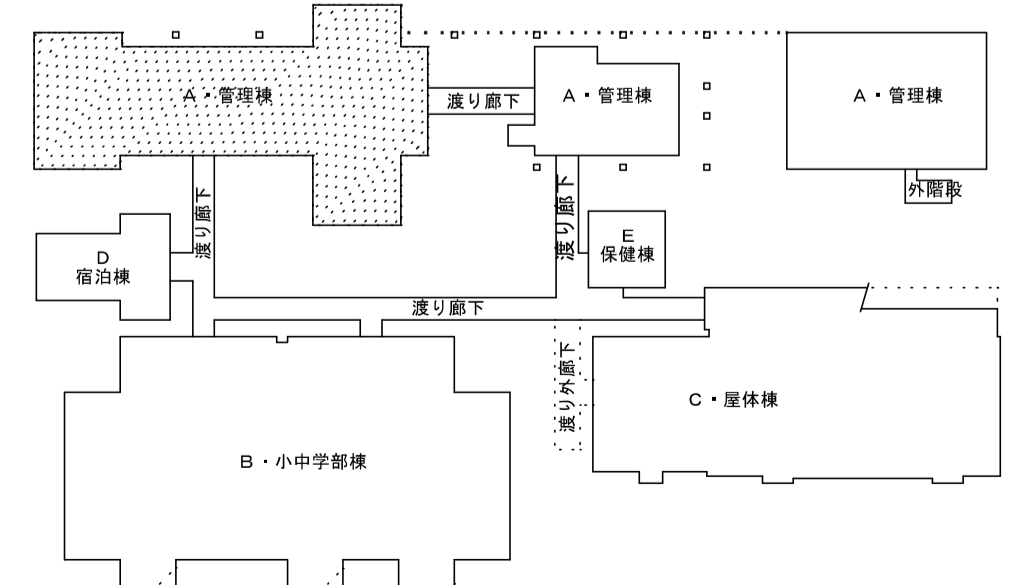 A・管理棟
渡り廊下
A・管理棟
A・管理棟
外階段
渡り廊下
渡り廊下
E
保健棟
D
宿泊棟
渡り廊下
渡り外廊下
C・屋体棟
B・小中学部棟